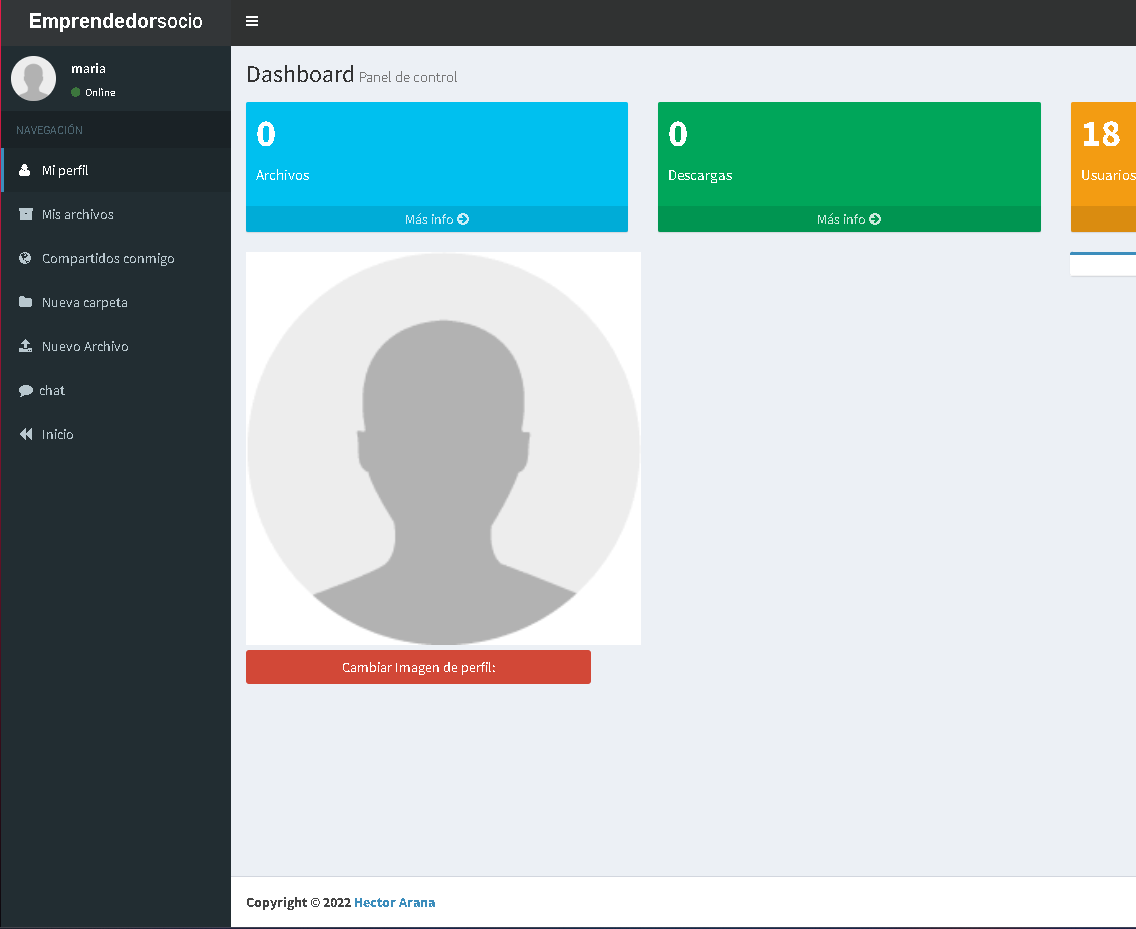 Emprendedorsocio
maria
Online
NAVEGACIÓN
Mi perfil
Mis archivos
Compartidos conmigo
Nueva carpeta
Nuevo Archivo
chat
Inicio
Dashboard Panel de control
0
Archivos
Más info
0
Descargas
Más info
18
Usuarios
Cambiar Imagen de perfil:
Copyright © 2022 Hector Arana